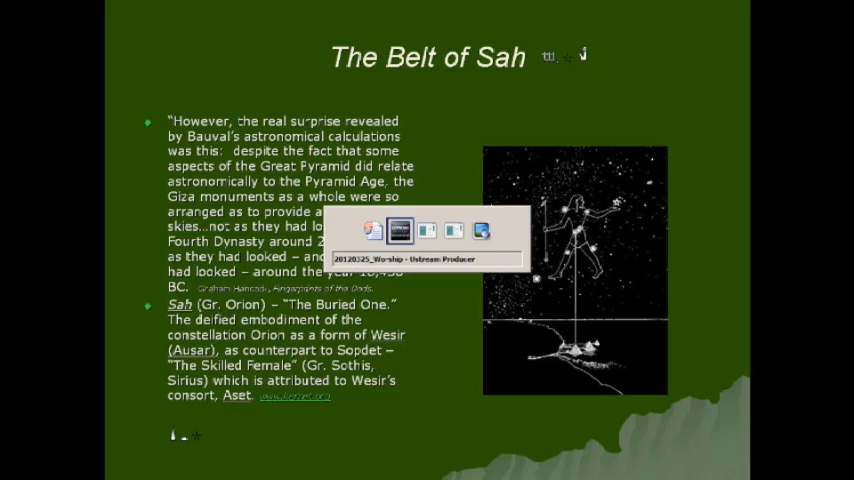 The Belt of Sah
“However, the real surprise revealed
by Bauval’s astronomical calculations
was this: despite the fact that some
aspects of the Great Pyramid did relate
astronomically to the Pyramid Age, the
Giza monuments as a whole were so
arranged as to provide a
skies...not as they had lo
Fourth Dynasty around 2
as they had looked – and
had looked – around the year 10,450
BC. Graham Hancock, Fingerprints of the Gods.
20120325_Worship - Ustream Producer
Sah (Gr. Orion) – “The Buried One.”
The deified embodiment of the
constellation Orion as a form of Wesir
(Ausar), as counterpart to Sopdet –
“The Skilled Female” (Gr. Sothis,
Sirius) which is attributed to Wesir’s
consort, Aset. www.kemet.org